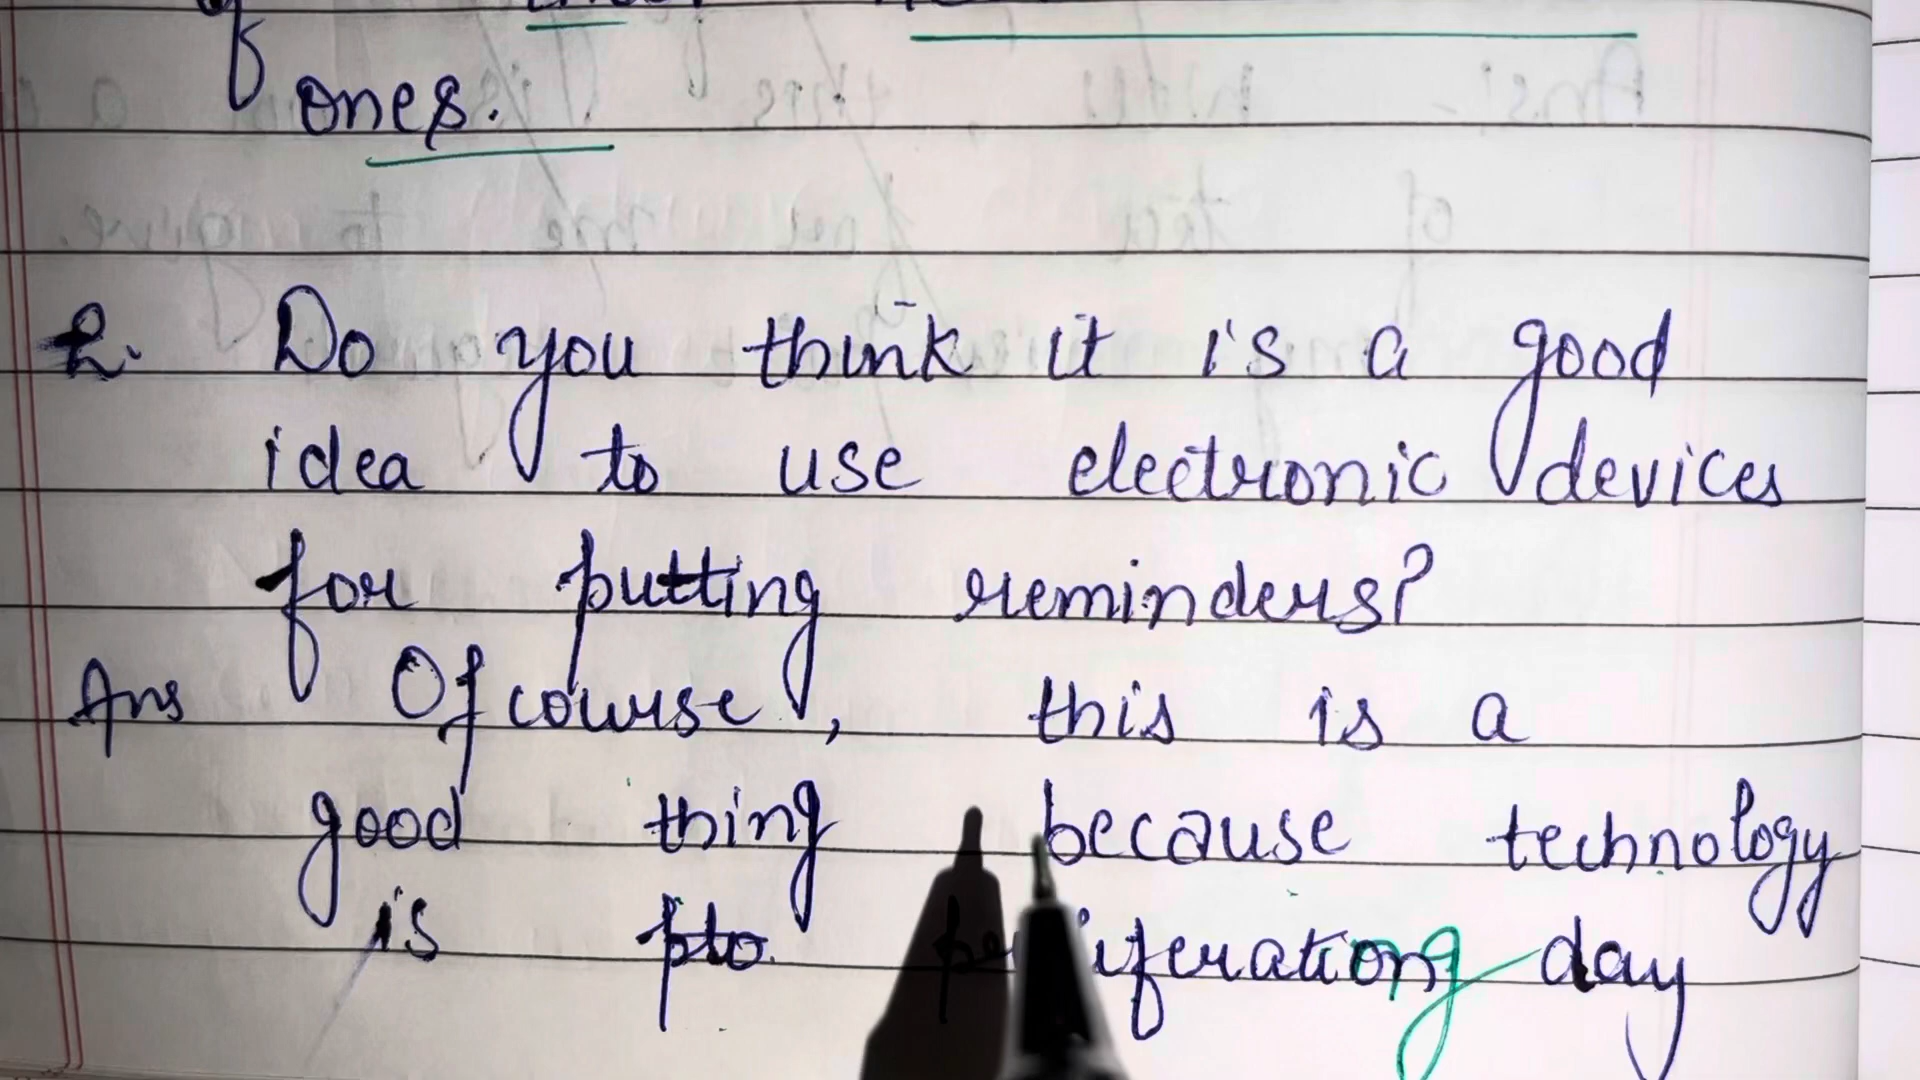 of
ones.
2. Do you think it is a good
idea to use electronic devices
for putting reminders?
Ans Of course, this is a
good thing because technology
is day